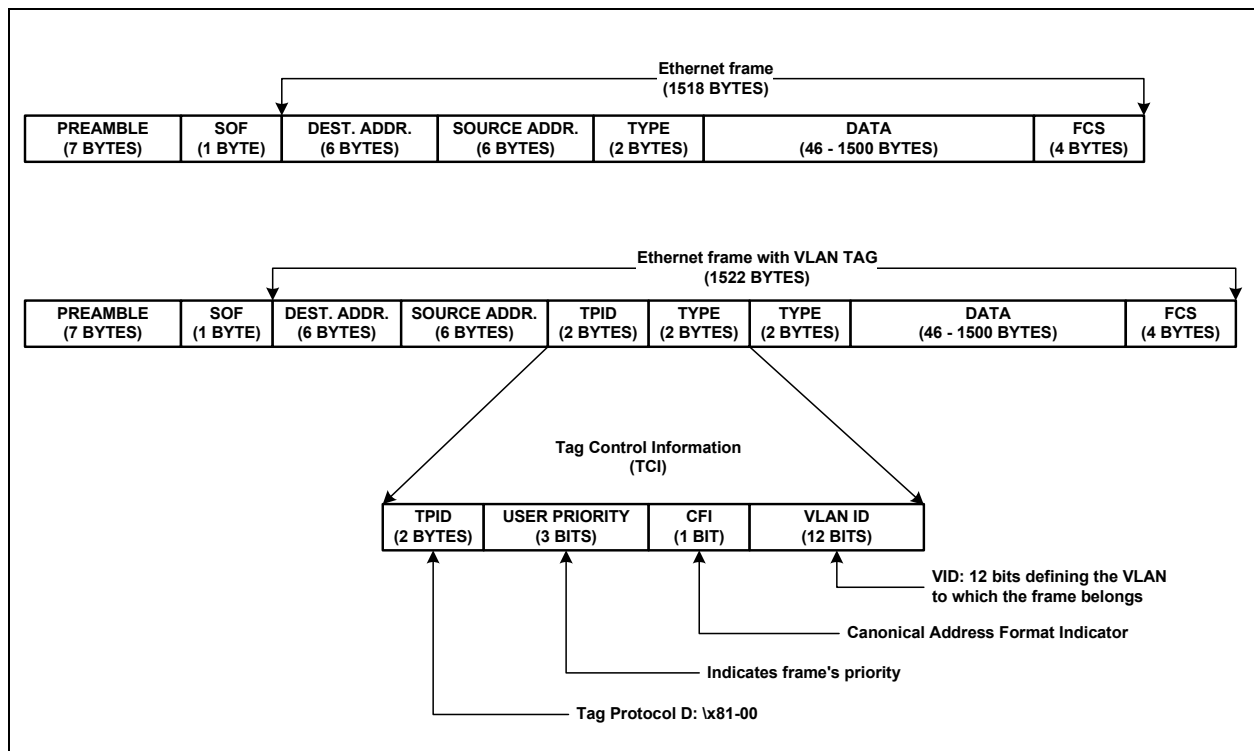 Ethernet frame
(1518 BYTES)
PREAMBLE
(7 BYTES)
SOF
(1 BYTE)
DEST. ADDR.
(6 BYTES)
SOURCE ADDR.
(6 BYTES)
TYPE
(2 BYTES)
DATA
(46 - 1500 BYTES)
FCS
(4 BYTES)
Ethernet frame with VLAN TAG
(1522 BYTES)
PREAMBLE
(7 BYTES)
SOF
(1 BYTE)
DEST. ADDR.
(6 BYTES)
SOURCE ADDR.
(6 BYTES)
TPID
(2 BYTES)
TYPE
(2 BYTES)
TYPE
(2 BYTES)
DATA
(46 - 1500 BYTES)
FCS
(4 BYTES)
Tag Control Information
(TCI)
TPID
(2 BYTES)
USER PRIORITY
(3 BITS)
CFI
(1 BIT)
VLAN ID
(12 BITS)
VID: 12 bits defining the VLAN
to which the frame belongs
Canonical Address Format Indicator
Indicates frame's priority
Tag Protocol D: \x81-00